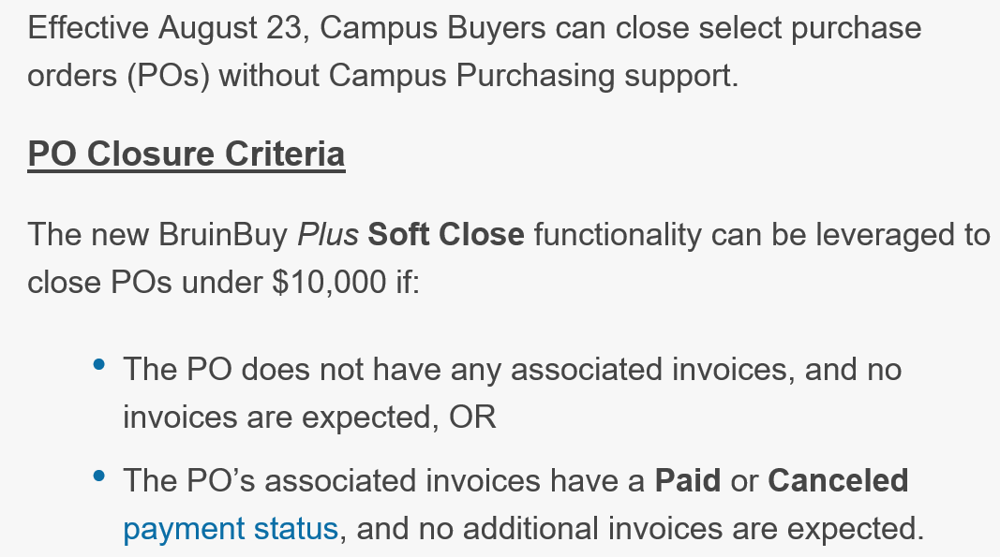 Effective August 23, Campus Buyers can close select purchase
orders (POs) without Campus Purchasing support.
PO Closure Criteria
The new BruinBuy Plus Soft Close functionality can be leveraged to
close POs under $10,000 if:
• The PO does not have any associated invoices, and no
invoices are expected, OR
• The PO’s associated invoices have a Paid or Canceled
payment status, and no additional invoices are expected.